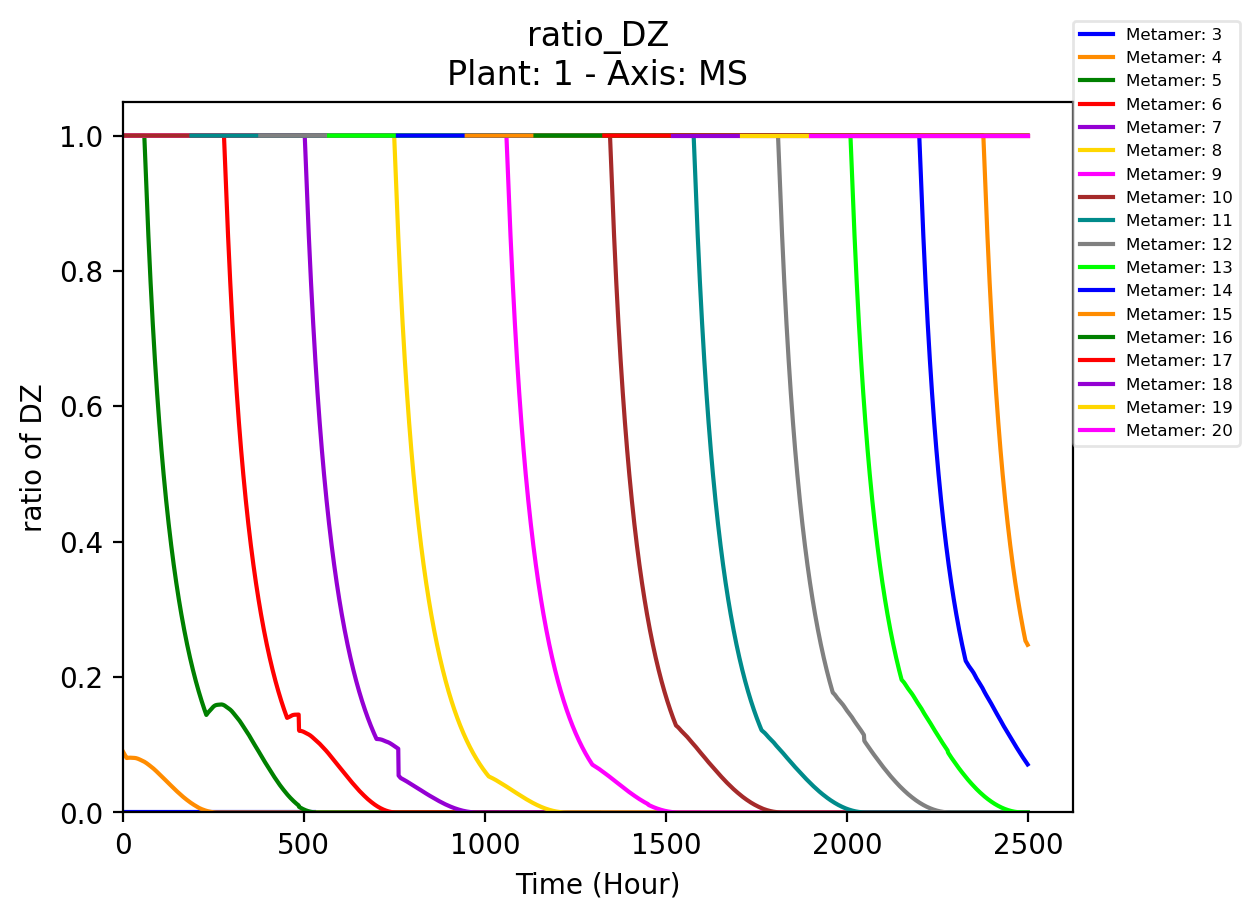 ratio_DZ
Plant: 1 - Axis: MS
Metamer: 3
Metamer: 4
Metamer: 5
Metamer: 6
Metamer: 7
Metamer: 8
Metamer: 9
Metamer: 10
Metamer: 11
Metamer: 12
Metamer: 13
Metamer: 14
Metamer: 15
Metamer: 16
Metamer: 17
Metamer: 18
Metamer: 19
Metamer: 20
ratio of DZ
1.0
0.8
0.6
0.4
0.2
0.0
0 500 1000 1500 2000 2500
Time (Hour)